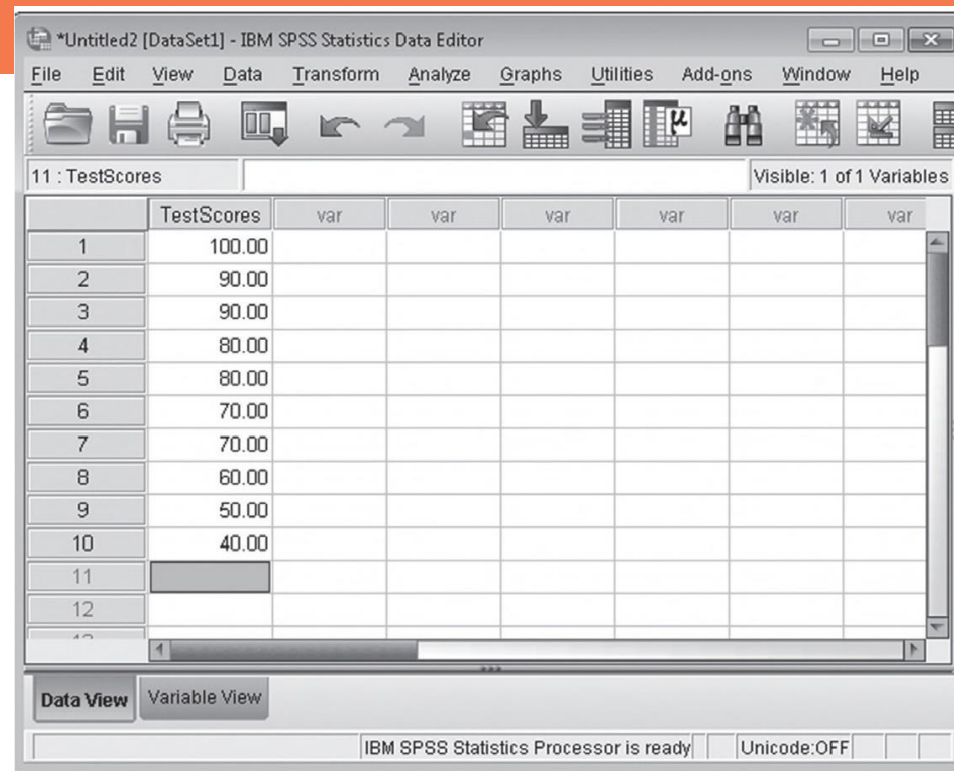 *Untitled2 [DataSet1] - IBM SPSS Statistics Data Editor
File Edit View Data Transform Analyze Graphs Utilities Add-ons Window Help
μ
11 : TestScores Visible: 1 of 1 Variables
TestScores var var var var var var
1 100.00
2 90.00
3 90.00
4 80.00
5 80.00
6 70.00
7 70.00
8 60.00
9 50.00
10 40.00
11
12
Data View Variable View
IBM SPSS Statistics Processor is ready Unicode:OFF